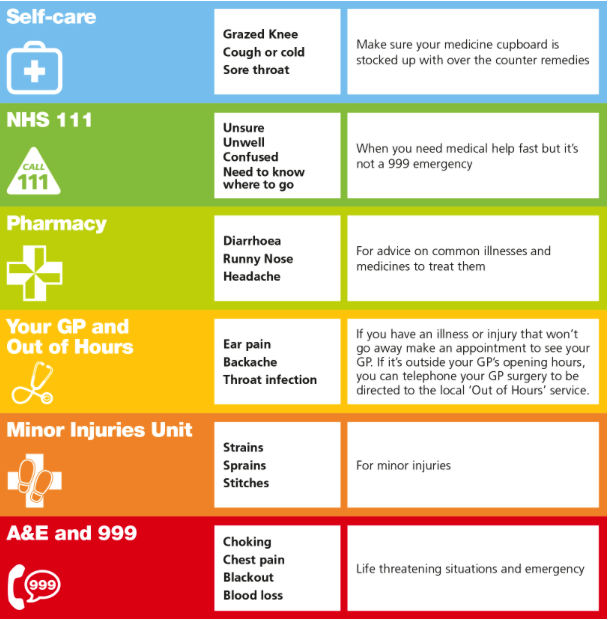 Self-care
Grazed Knee
Cough or cold
Sore throat
Make sure your medicine cupboard is
stocked up with over the counter remedies
NHS 111
CALL
111
Unsure
Unwell
Confused
Need to know
where to go
When you need medical help fast but it's
not a 999 emergency
Pharmacy
Diarrhoea
Runny Nose
Headache
For advice on common illnesses and
medicines to treat them
Your GP and
Out of Hours
Ear pain
Backache
Throat infection
If you have an illness or injury that won't
go away make an appointment to see your
GP. If it's outside your GP's opening hours,
you can telephone your GP surgery to be
directed to the local 'Out of Hours' service.
Minor Injuries Unit
Strains
Sprains
Stitches
For minor injuries
A&E and 999
999
Choking
Chest pain
Blackout
Blood loss
Life threatening situations and emergency